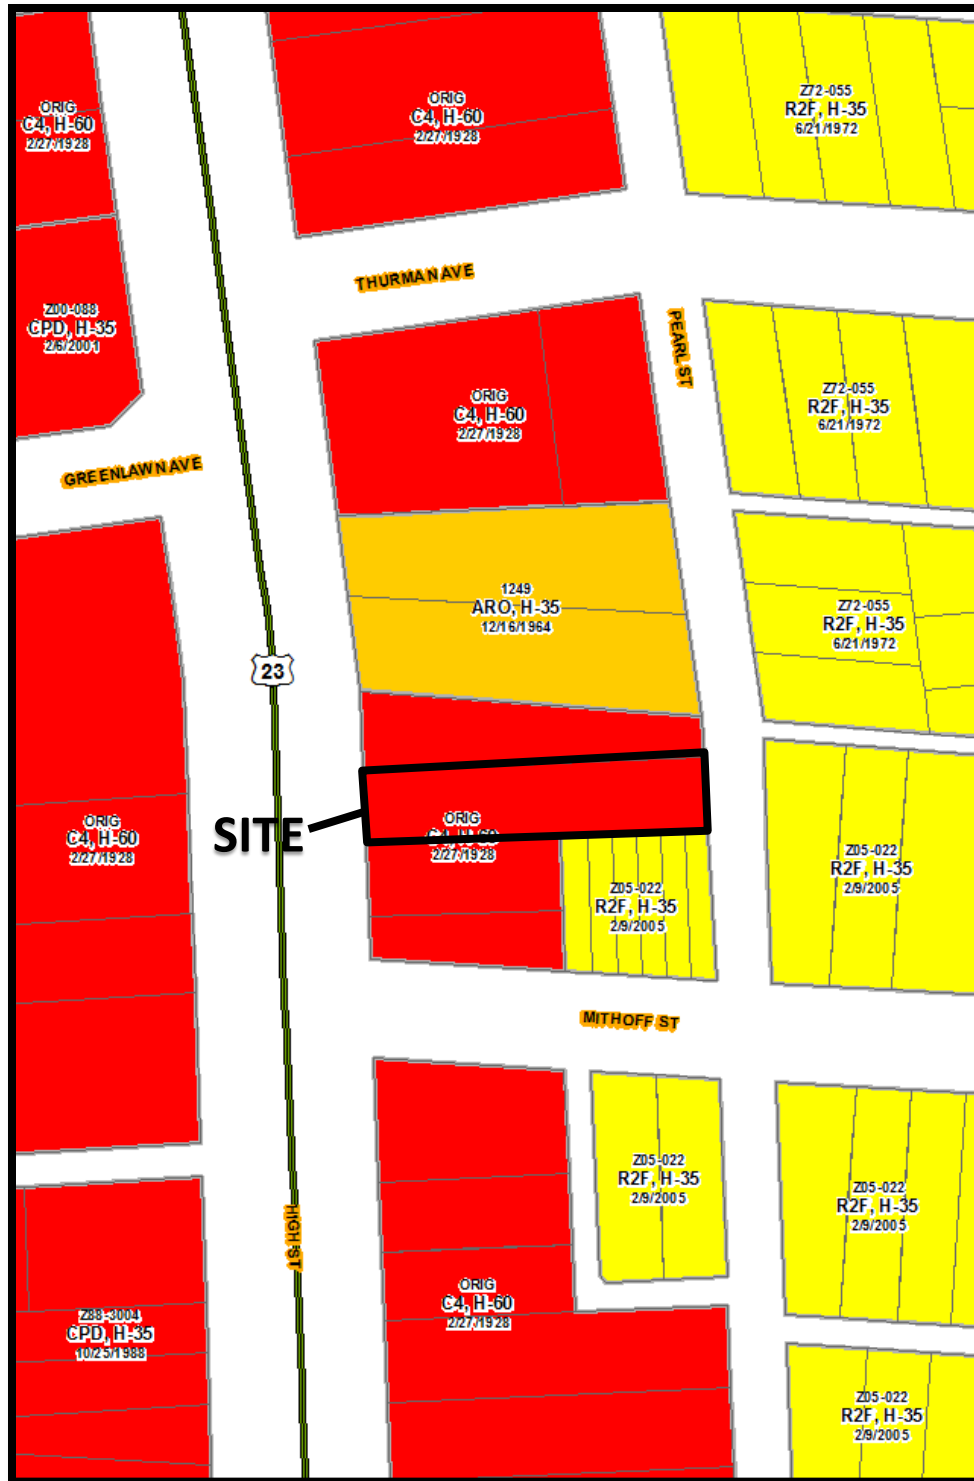 ORIG
C4, H-60
2/27/1928
ORIG
C4, H-60
2/27/1928
Z72-055
R2F, H-35
6/21/1972
THURMAN AVE
Z00-088
CPD, H-35
2/6/2001
PEARL ST
ORIG
C4, H-60
2/27/1928
Z72-055
R2F, H-35
6/21/1972
GREENLAWN AVE
1249
ARO, H-35
12/16/1964
Z72-055
R2F, H-35
6/21/1972
23
SITE
ORIG
C4, H-60
2/27/1928
ORIG
C4, H-60
2/27/1928
Z05-022
R2F, H-35
2/9/2005
Z05-022
R2F, H-35
2/9/2005
MITHOFF ST
Z05-022
R2F, H-35
2/9/2005
Z05-022
R2F, H-35
2/9/2005
HIGH ST
ORIG
C4, H-60
2/27/1928
Z88-3004
CPD, H-35
10/25/1988
Z05-022
R2F, H-35
2/9/2005